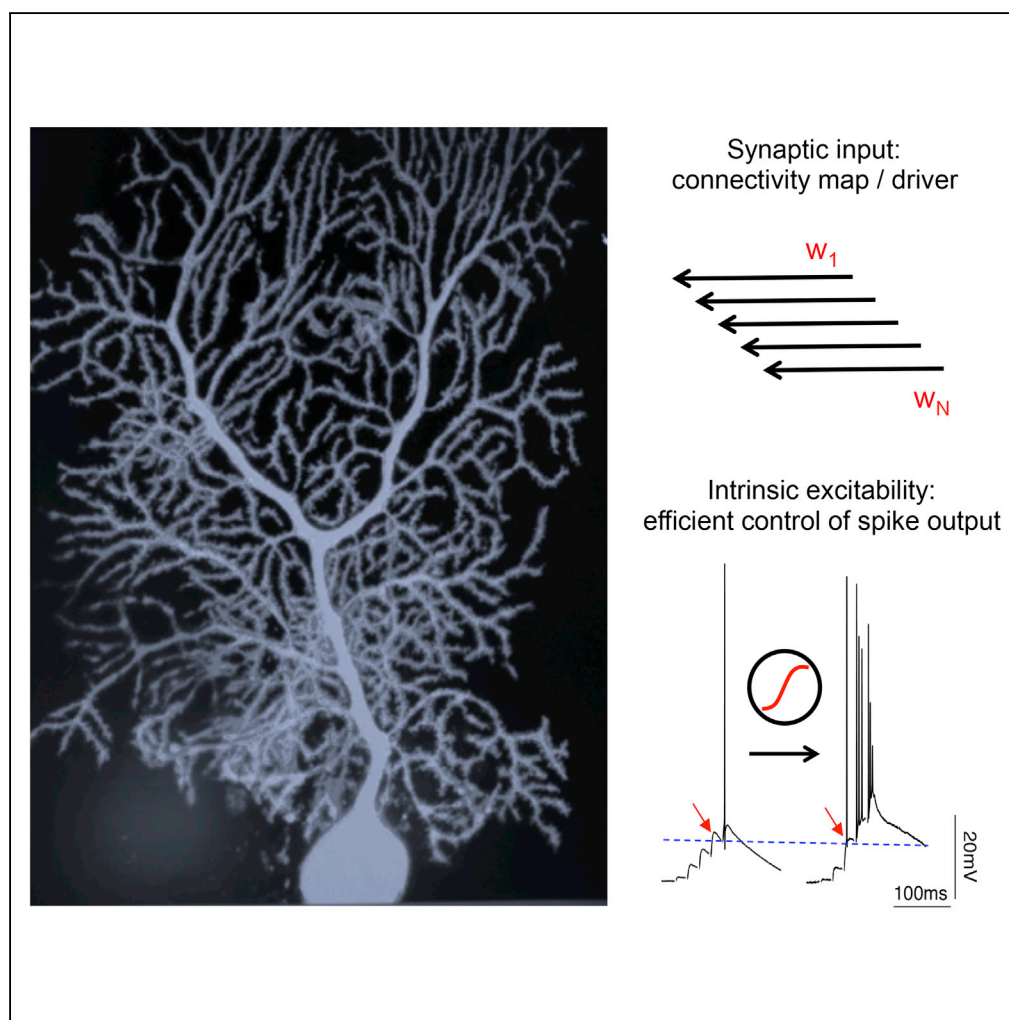 Synaptic input:
connectivity map / driver
w1
wN
Intrinsic excitability:
efficient control of spike output
20mV
100ms